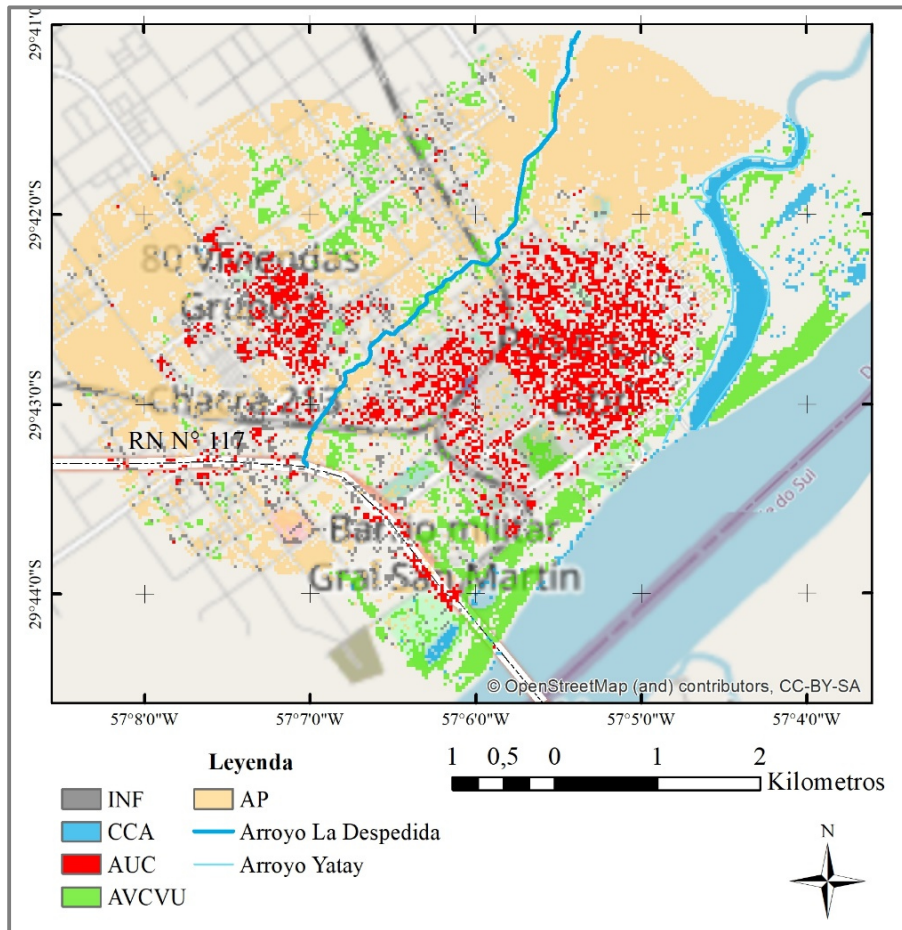 29°41'0"S
29°42'0"S
29°43'0"S
29°44'0"S
80 Viviendas
Grupo
Chacra
RN N° 117
Barrio militar
Gral San Martin
do Sul
© OpenStreetMap (and) contributors, CC-BY-SA
57°8'0"W 57°7'0"W 57°6'0"W 57°5'0"W 57°4'0"W
Leyenda
INF
CCA
AUC
AVCVU
AP
Arroyo La Despedida
Arroyo Yatay
1 0,5 0 1 2
Kilometros
N